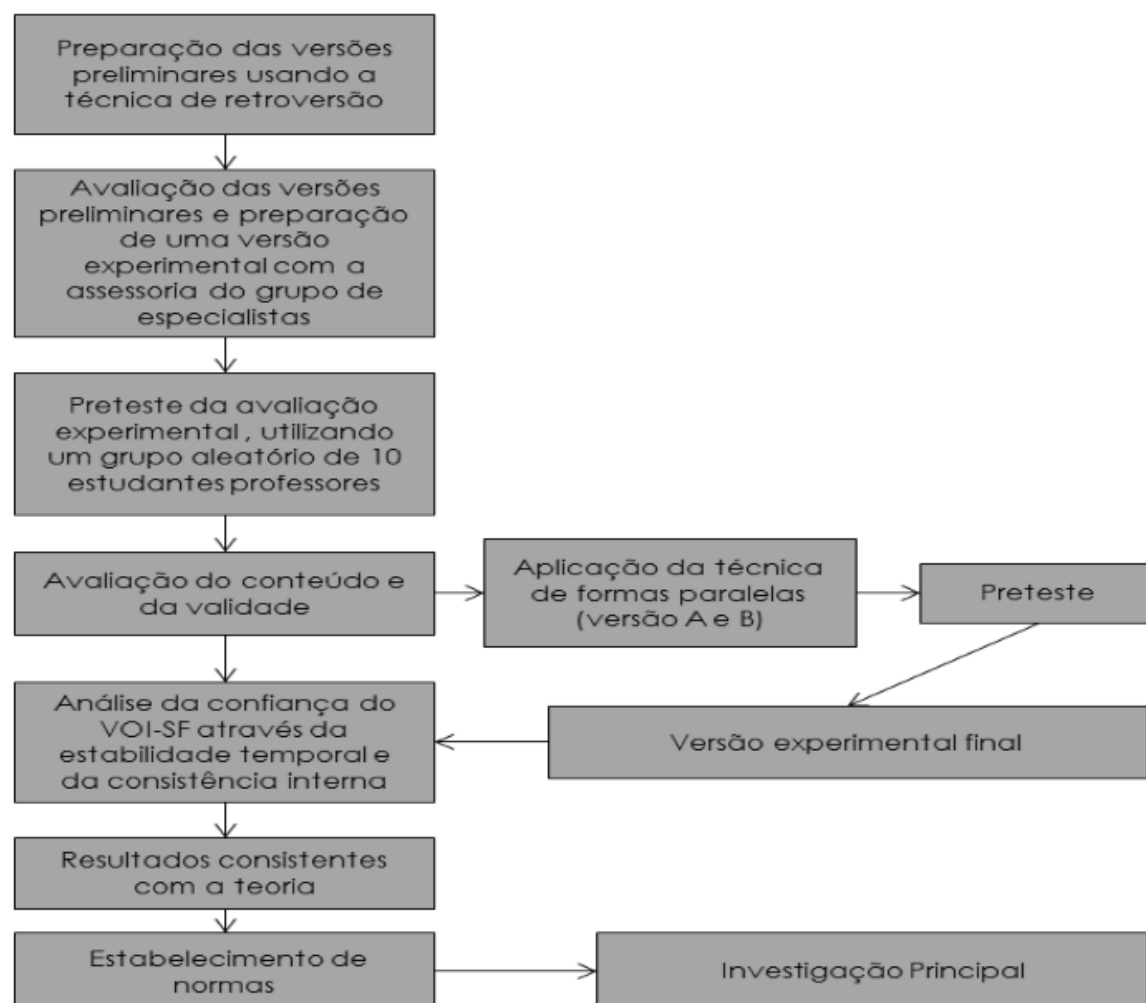 Preparação das versões
preliminares usando a
técnica de retroversão
Avaliação das versões
preliminares e preparação
de uma versão
experimental com a
assessoria do grupo de
especialistas
Preteste da avaliação
experimental , utilizando
um grupo aleatório de 10
estudantes professores
Avaliação do conteúdo e
da validade
Aplicação da técnica
de formas paralelas
(versão A e B)
Preteste
Análise da confiança do
VOI-SF através da
estabilidade temporal e
da consistência interna
Versão experimental final
Resultados consistentes
com a teoria
Estabelecimento de
normas
Investigação Principal